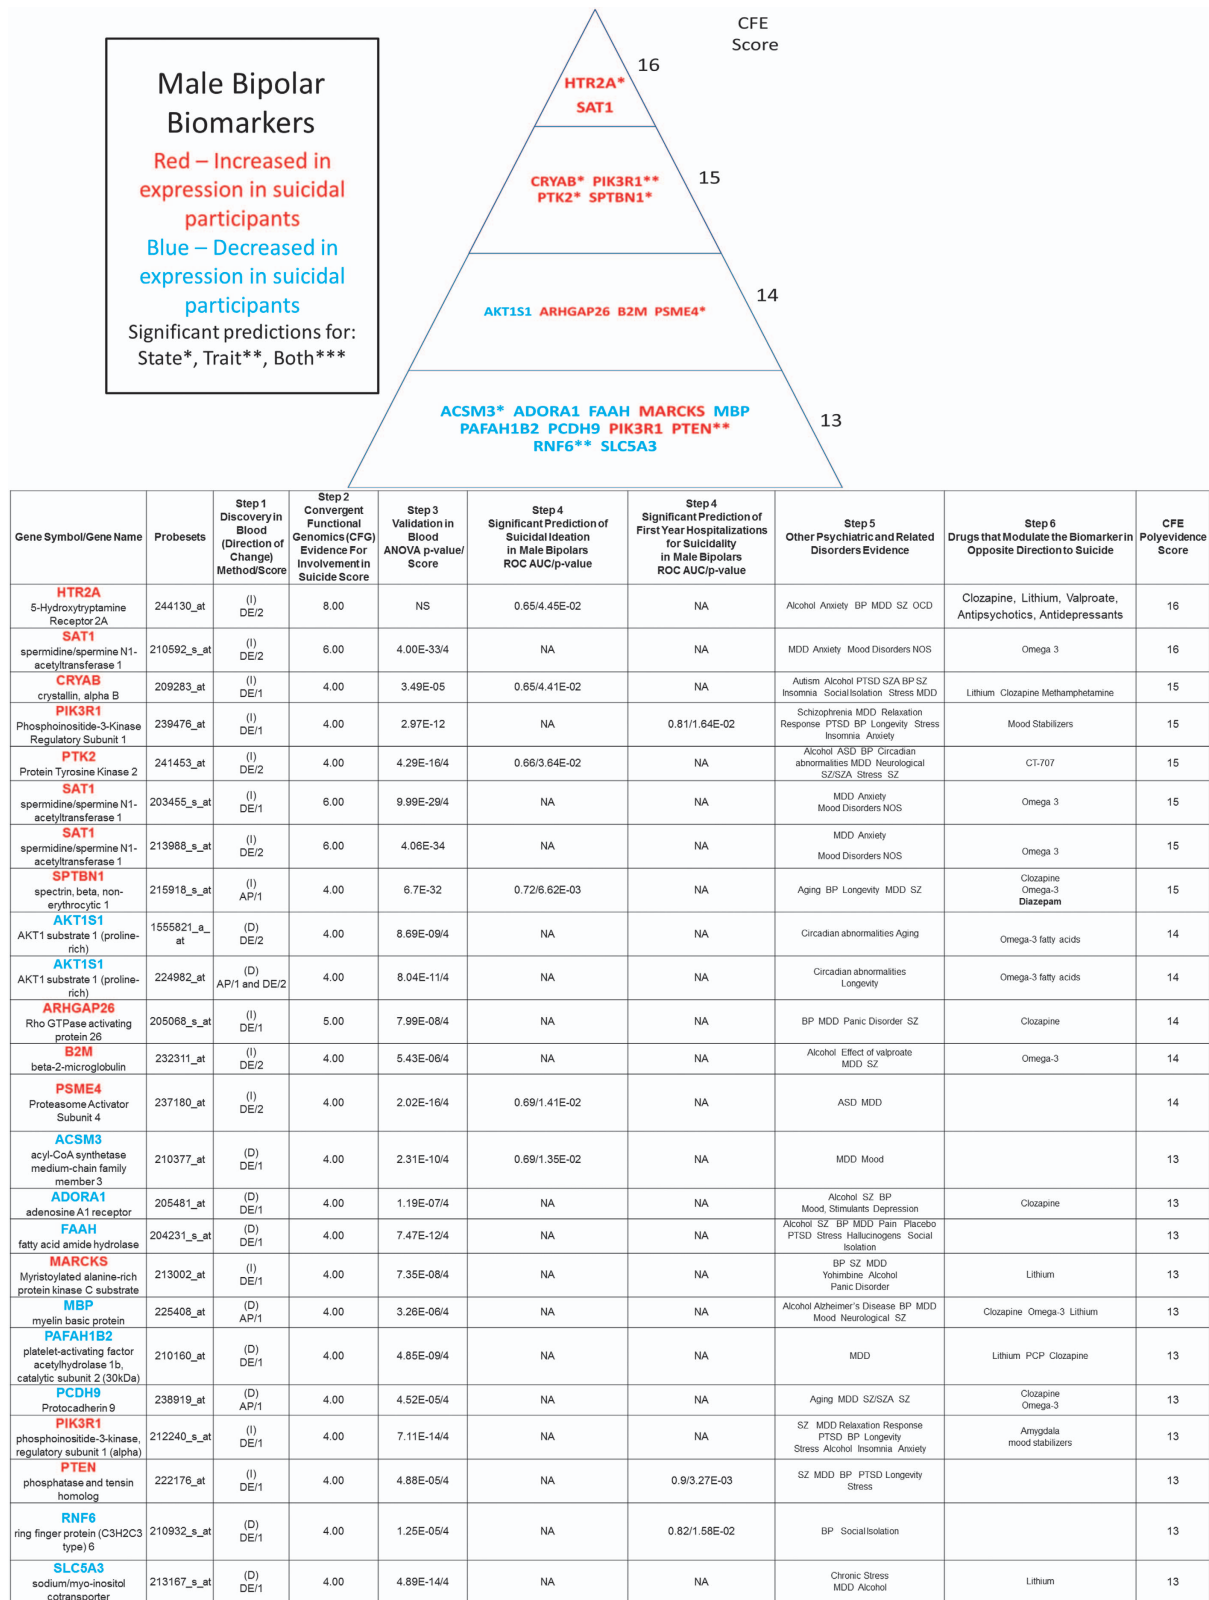 CFE
Score
Male Bipolar
Biomarkers
Red – Increased in
expression in suicidal
participants
Blue – Decreased in
expression in suicidal
participants
Significant predictions for:
State*, Trait**, Both***
16
HTR2A*
SAT1
15
CRYAB* PIK3R1**
PTK2* SPTBN1*
14
AKT1S1 ARHGAP26 B2M PSME4*
13
ACSM3* ADORA1 FAAH MARCKS MBP
PAFAH1B2 PCDH9 PIK3R1 PTEN**
RNF6** SLC5A3
Gene Symbol/Gene Name
Probesets
Step 1
Discovery in
Blood
(Direction of
Change)
Method/Score
Step 2
Convergent
Functional
Genomics (CFG)
Evidence For
Involvement in
Suicide Score
Step 3
Validation in
Blood
ANOVA p-value/
Score
Step 4
Significant Prediction of
Suicidal Ideation
in Male Bipolars
ROC AUC/p-value
Step 4
Significant Prediction of
First Year Hospitalizations
for Suicidality
in Male Bipolars
ROC AUC/p-value
Step 5
Other Psychiatric and Related
Disorders Evidence
Step 6
Drugs that Modulate the Biomarker in
Opposite Direction to Suicide
CFE
Polyevidence
Score
HTR2A
5-Hydroxytryptamine
Receptor 2A
244130_at
(I)
DE/2
8.00
NS
0.65/4.45E-02
NA
Alcohol Anxiety BP MDD SZ OCD
Clozapine, Lithium, Valproate,
Antipsychotics, Antidepressants
16
SAT1
spermidine/spermine N1-
acetyltransferase 1
210592_s_at
(I)
DE/2
6.00
4.00E-33/4
NA
NA
MDD Anxiety Mood Disorders NOS
Omega 3
16
CRYAB
crystallin, alpha B
209283_at
(I)
DE/1
4.00
3.49E-05
0.65/4.41E-02
NA
Autism Alcohol PTSD SZA BP SZ
Insomnia Social Isolation Stress MDD
Lithium Clozapine Methamphetamine
15
PIK3R1
Phosphoinositide-3-Kinase
Regulatory Subunit 1
239476_at
(I)
DE/1
4.00
2.97E-12
NA
0.81/1.64E-02
Schizophrenia MDD Relaxation
Response PTSD BP Longevity Stress
Insomnia Anxiety
Mood Stabilizers
15
PTK2
Protein Tyrosine Kinase 2
241453_at
(I)
DE/2
4.00
4.29E-16/4
0.66/3.64E-02
NA
Alcohol ASD BP Circadian
abnormalities MDD Neurological
SZ/SZA Stress SZ
CT-707
15
SAT1
spermidine/spermine N1-
acetyltransferase 1
203455_s_at
(I)
DE/1
6.00
9.99E-29/4
NA
NA
MDD Anxiety
Mood Disorders NOS
Omega 3
15
SAT1
spermidine/spermine N1-
acetyltransferase 1
213988_s_at
(I)
DE/2
6.00
4.06E-34
NA
NA
MDD Anxiety
Mood Disorders NOS
Omega 3
15
SPTBN1
spectrin, beta, non-
erythrocytic 1
215918_s_at
(I)
AP/1
4.00
6.7E-32
0.72/6.62E-03
NA
Aging BP Longevity MDD SZ
Clozapine
Omega-3
Diazepam
15
AKT1S1
AKT1 substrate 1 (proline-
rich)
1555821_a_
at
(D)
DE/2
4.00
8.69E-09/4
NA
NA
Circadian abnormalities Aging
Omega-3 fatty acids
14
AKT1S1
AKT1 substrate 1 (proline-
rich)
224982_at
(D)
AP/1 and DE/2
4.00
8.04E-11/4
NA
NA
Circadian abnormalities
Longevity
Omega-3 fatty acids
14
ARHGAP26
Rho GTPase activating
protein 26
205068_s_at
(I)
DE/1
5.00
7.99E-08/4
NA
NA
BP MDD Panic Disorder SZ
Clozapine
14
B2M
beta-2-microglobulin
232311_at
(I)
DE/2
4.00
5.43E-06/4
NA
NA
Alcohol Effect of valproate
MDD SZ
Omega-3
14
PSME4
Proteasome Activator
Subunit 4
237180_at
(I)
DE/2
4.00
2.02E-16/4
0.69/1.41E-02
NA
ASD MDD
14
ACSM3
acyl-CoA synthetase
medium-chain family
member 3
210377_at
(D)
DE/1
4.00
2.31E-10/4
0.69/1.35E-02
NA
MDD Mood
13
ADORA1
adenosine A1 receptor
205481_at
(D)
DE/1
4.00
1.19E-07/4
NA
NA
Alcohol SZ BP
Mood, Stimulants Depression
Clozapine
13
FAAH
fatty acid amide hydrolase
204231_s_at
(D)
DE/1
4.00
7.47E-12/4
NA
NA
Alcohol SZ BP MDD Pain Placebo
PTSD Stress Hallucinogens Social
Isolation
13
MARCKS
Myristoylated alanine-rich
protein kinase C substrate
213002_at
(I)
DE/1
4.00
7.35E-08/4
NA
NA
BP SZ MDD
Yohimbine Alcohol
Panic Disorder
Lithium
13
MBP
myelin basic protein
225408_at
(D)
AP/1
4.00
3.26E-06/4
NA
NA
Alcohol Alzheimer's Disease BP MDD
Mood Neurological SZ
Clozapine Omega-3 Lithium
13
PAFAH1B2
platelet-activating factor
acetylhydrolase 1b,
catalytic subunit 2 (30kDa)
210160_at
(D)
DE/1
4.00
4.85E-09/4
NA
NA
MDD
Lithium PCP Clozapine
13
PCDH9
Protocadherin 9
238919_at
(D)
AP/1
4.00
4.52E-05/4
NA
NA
Aging MDD SZ/SZA SZ
Clozapine
Omega-3
13
PIK3R1
phosphoinositide-3-kinase,
regulatory subunit 1 (alpha)
212240_s_at
(I)
DE/1
4.00
7.11E-14/4
NA
NA
SZ MDD Relaxation Response
PTSD BP Longevity
Stress Alcohol Insomnia Anxiety
Amygdala
mood stabilizers
13
PTEN
phosphatase and tensin
homolog
222176_at
(I)
DE/1
4.00
4.88E-05/4
NA
0.9/3.27E-03
SZ MDD BP PTSD Longevity
Stress
13
RNF6
ring finger protein (C3H2C3
type) 6
210932_s_at
(D)
DE/1
4.00
1.25E-05/4
NA
0.82/1.58E-02
BP Social Isolation
13
SLC5A3
sodium/myo-inositol
cotransporter
213167_s_at
(D)
DE/1
4.00
4.89E-14/4
NA
NA
Chronic Stress
MDD Alcohol
Lithium
13